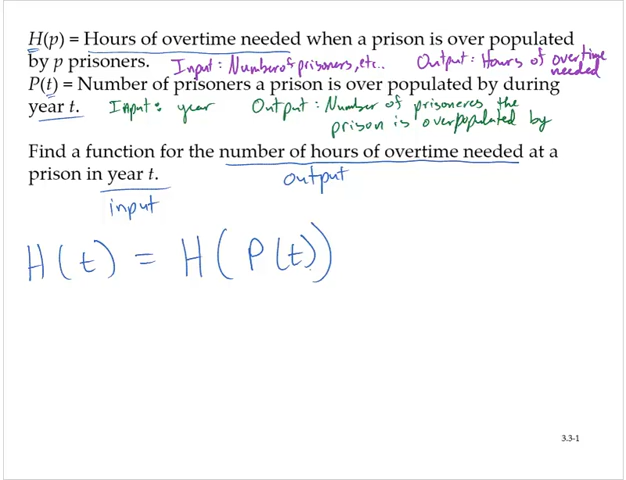 H(p) = Hours of overtime needed when a prison is over populated
by p prisoners. Input: Number of prisoners, etc.. Output: Hours of overtime needed
P(t) = Number of prisoners a prison is over populated by during
year t. Input: year Output: Number of prisoneres the
prison is overpopulated by
Find a function for the number of hours of overtime needed at a
prison in year t. output
input
H(t) = H(P(t))
3.3-1